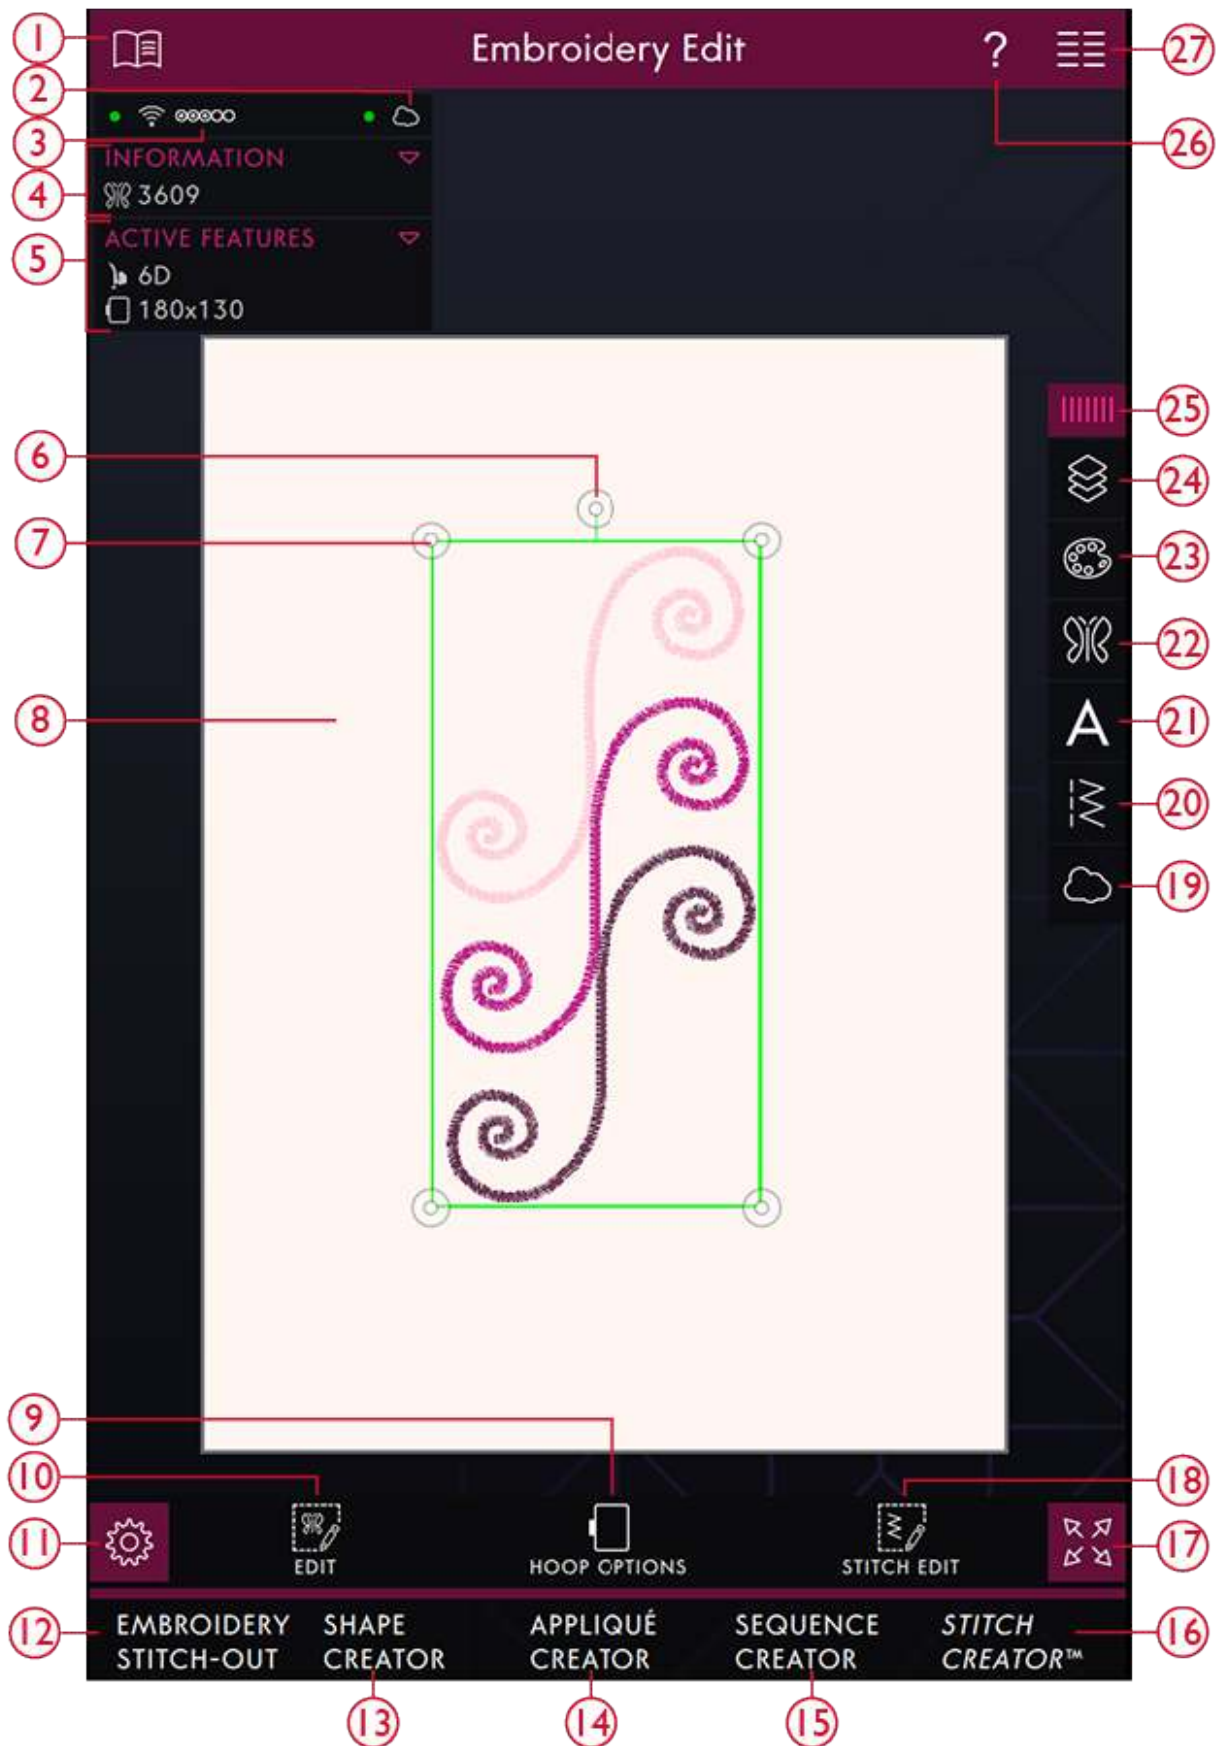 1
Embroidery Edit
27
2
3
26
INFORMATION
4
3609
ACTIVE FEATURES
5
6D
180x130
25
6
24
7
23
22
8
A
21
20
19
9
10
18
11
EDIT
HOOP OPTIONS
STITCH EDIT
17
12
EMBROIDERY
STITCH-OUT
SHAPE
CREATOR
APPLIQUÉ
CREATOR
SEQUENCE
CREATOR
STITCH
CREATOR™
16
13
14
15